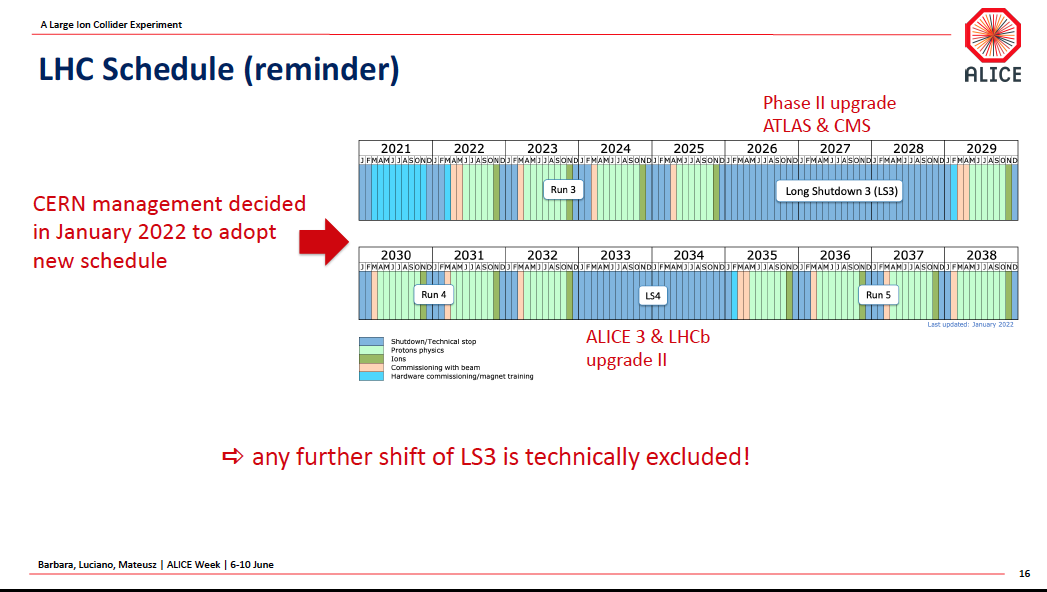 A Large Ion Collider Experiment
ALICE
LHC Schedule (reminder)
Phase II upgrade
ATLAS & CMS
2021 2022 2023 2024 2025 2026 2027 2028 2029
J F M A M J J A S O N D J F M A M J J A S O N D J F M A M J J A S O N D J F M A M J J A S O N D J F M A M J J A S O N D J F M A M J J A S O N D J F M A M J J A S O N D J F M A M J J A S O N D J F M A M J J A S O N D
Run 3
Long Shutdown 3 (LS3)
CERN management decided
in January 2022 to adopt
new schedule
2030 2031 2032 2033 2034 2035 2036 2037 2038
J F M A M J J A S O N D J F M A M J J A S O N D J F M A M J J A S O N D J F M A M J J A S O N D J F M A M J J A S O N D J F M A M J J A S O N D J F M A M J J A S O N D J F M A M J J A S O N D J F M A M J J A S O N D
Run 4
LS4
Run 5
Last updated: January 2022
ALICE 3 & LHCb
upgrade II
Shutdown/Technical stop
Protons physics
Ions
Commissioning with beam
Hardware commissioning/magnet training
⇨ any further shift of LS3 is technically excluded!
Barbara, Luciano, Mateusz | ALICE Week | 6-10 June
16